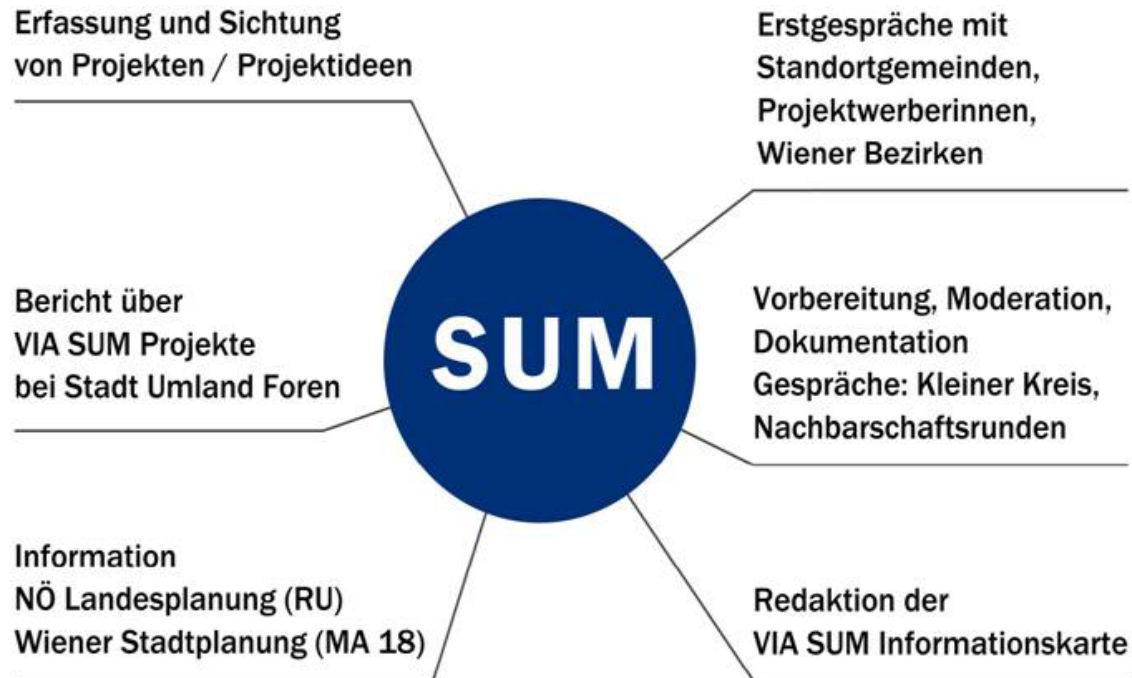 Erfassung und Sichtung
von Projekten / Projektideen
Erstgespräche mit
Standortgemeinden,
Projektwerberinnen,
Wiener Bezirken
SUM
Bericht über
VIA SUM Projekte
bei Stadt Umland Foren
Vorbereitung, Moderation,
Dokumentation
Gespräche: Kleiner Kreis,
Nachbarschaftsrunden
Information
NÖ Landesplanung (RU)
Wiener Stadtplanung (MA 18)
Redaktion der
VIA SUM Informationskarte